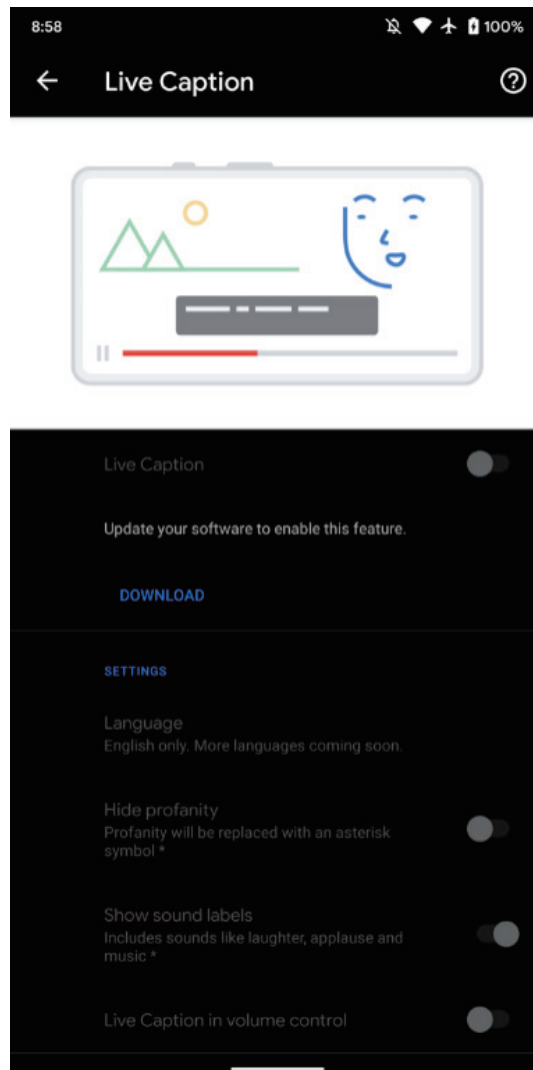 8:58
100%
Live Caption
Live Caption
Update your software to enable this feature.
DOWNLOAD
SETTINGS
Language
English only. More languages coming soon.
Hide profanity
Profanity will be replaced with an asterisk
symbol *
Show sound labels
Includes sounds like laughter, applause and
music *
Live Caption in volume control